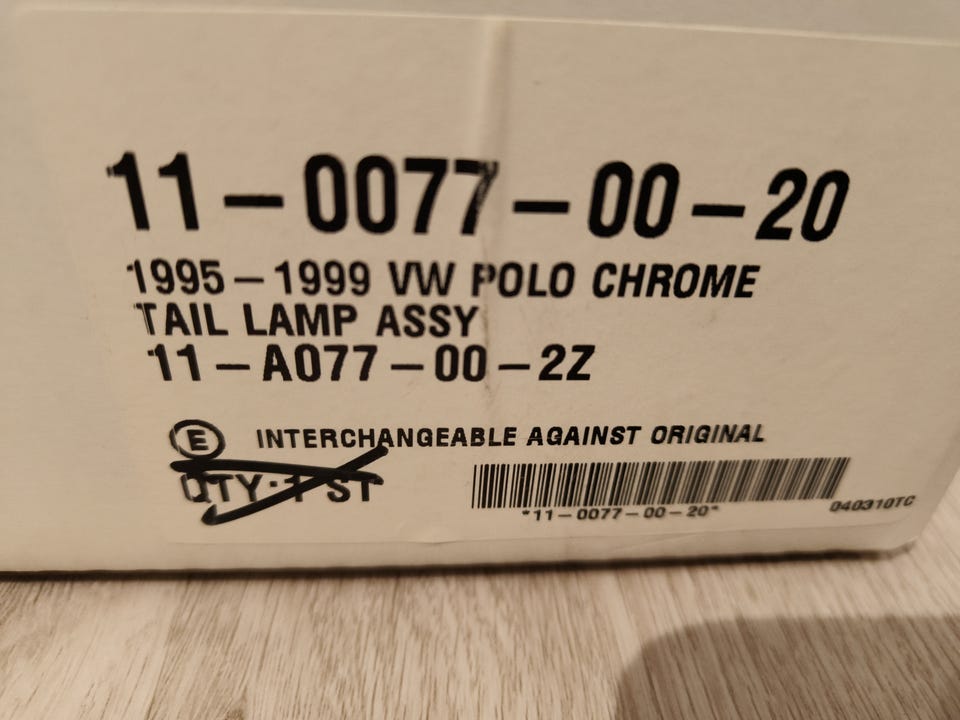 11-0077-00-20
1995-1999 VW POLO CHROME
TAIL LAMP ASSY
11-A077-00-2Z
E INTERCHANGEABLE AGAINST ORIGINAL
QTY: 1 ST
*11-0077-00-20*
040310TC